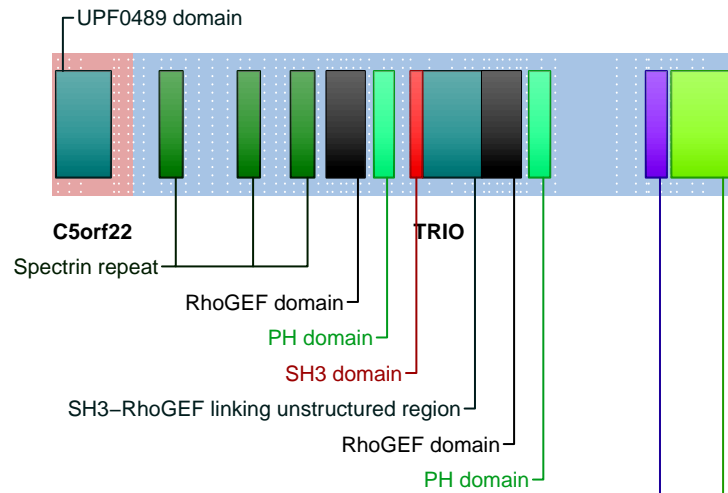 UPF0489 domain
C5orf22 TRIO
Spectrin repeat
RhoGEF domain
PH domain
SH3 domain
SH3−RhoGEF linking unstructured region
RhoGEF domain
PH domain